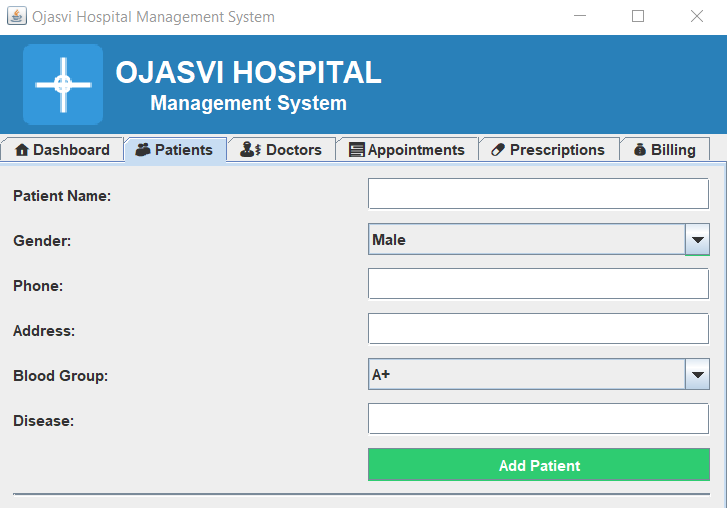 Ojasvi Hospital Management System
OJASVI HOSPITAL
Management System
Dashboard Patients Doctors Appointments Prescriptions Billing
Patient Name:
Gender: Male
Phone:
Address:
Blood Group: A+
Disease:
Add Patient